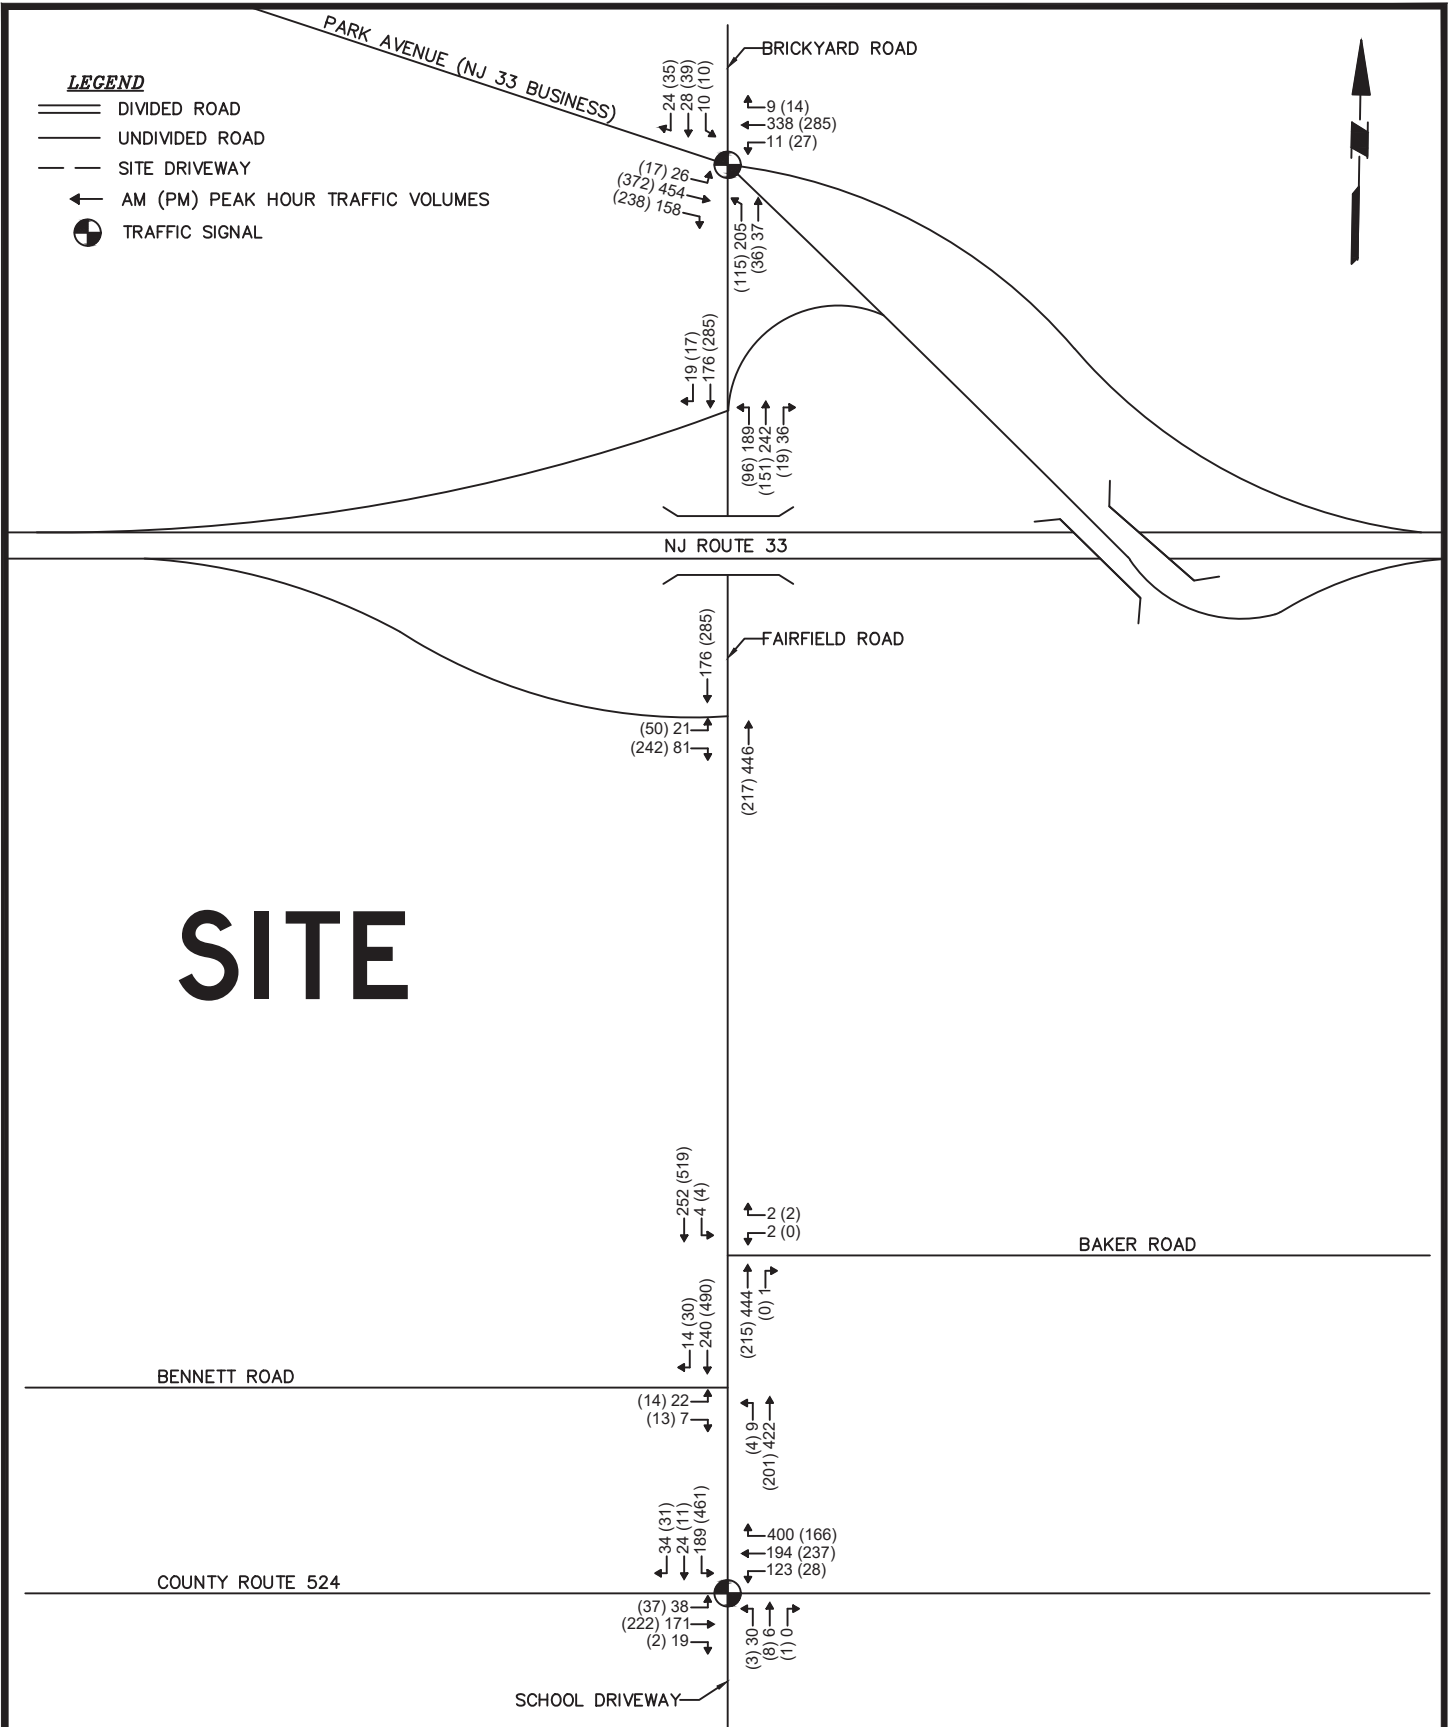 PARK AVENUE (NJ 33 BUSINESS)
BRICKYARD ROAD
LEGEND
DIVIDED ROAD
UNDIVIDED ROAD
SITE DRIVEWAY
AM (PM) PEAK HOUR TRAFFIC VOLUMES
TRAFFIC SIGNAL
24 (35)
28 (39)
10 (10)
9 (14)
338 (285)
11 (27)
(17) 26
(372) 454
(238) 158
(115) 205
(36) 37
19 (17)
176 (285)
(96) 189
(151) 242
(19) 36
NJ ROUTE 33
176 (285)
FAIRFIELD ROAD
(50) 21
(242) 81
(217) 446
SITE
252 (519)
4 (4)
2 (2)
2 (0)
BAKER ROAD
14 (30)
240 (490)
(215) 444
(0) 1
BENNETT ROAD
(14) 22
(13) 7
(4) 9
(201) 422
34 (31)
24 (11)
189 (461)
400 (166)
194 (237)
123 (28)
COUNTY ROUTE 524
(37) 38
(222) 171
(2) 19
(3) 30
(8) 6
(1) 0
SCHOOL DRIVEWAY